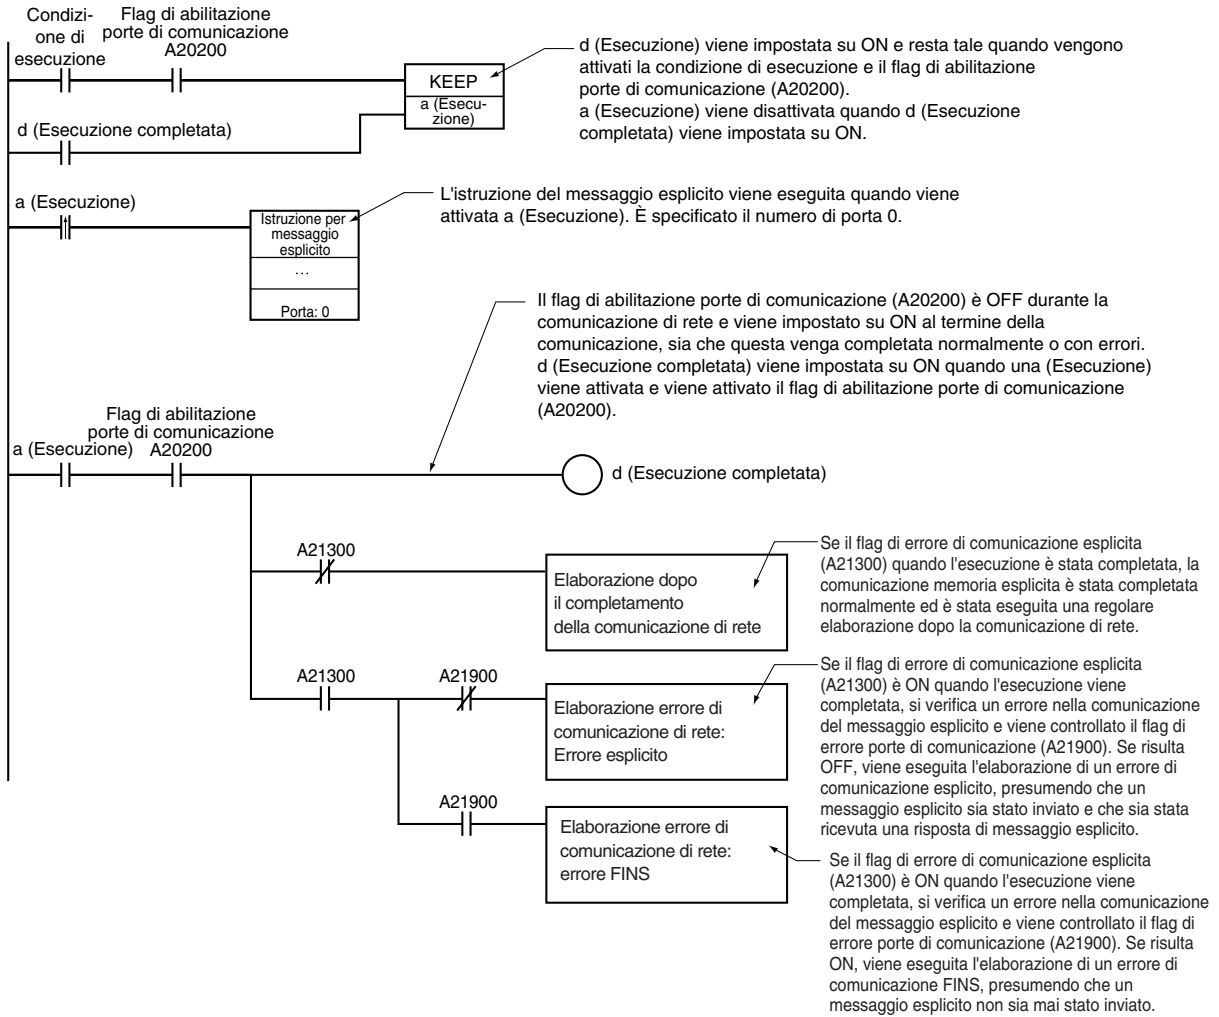 Condizi-
one di
esecuzione
Flag di abilitazione
porte di comunicazione
A20200
KEEP
a (Esecu-
zione)
d (Esecuzione) viene impostata su ON e resta tale quando vengono
attivati la condizione di esecuzione e il flag di abilitazione
porte di comunicazione (A20200).
a (Esecuzione) viene disattivata quando d (Esecuzione
completata) viene impostata su ON.
d (Esecuzione completata)
a (Esecuzione)
Istruzione per
messaggio
esplicito
...
Porta: 0
L'istruzione del messaggio esplicito viene eseguita quando viene
attivata a (Esecuzione). È specificato il numero di porta 0.
Il flag di abilitazione porte di comunicazione (A20200) è OFF durante la
comunicazione di rete e viene impostato su ON al termine della
comunicazione, sia che questa venga completata normalmente o con errori.
d (Esecuzione completata) viene impostata su ON quando una (Esecuzione)
viene attivata e viene attivato il flag di abilitazione porte di comunicazione
(A20200).
Flag di abilitazione
porte di comunicazione
a (Esecuzione) A20200
d (Esecuzione completata)
A21300
Elaborazione dopo
il completamento
della comunicazione di rete
Se il flag di errore di comunicazione esplicita
(A21300) quando l'esecuzione è stata completata, la
comunicazione memoria esplicita è stata completata
normalmente ed è stata eseguita una regolare
elaborazione dopo la comunicazione di rete.
A21300
A21900
Elaborazione errore di
comunicazione di rete:
Errore esplicito
Se il flag di errore di comunicazione esplicita
(A21300) è ON quando l'esecuzione viene
completata, si verifica un errore nella comunicazione
del messaggio esplicito e viene controllato il flag di
errore porte di comunicazione (A21900). Se risulta
OFF, viene eseguita l'elaborazione di un errore di
comunicazione esplicito, presumendo che un
messaggio esplicito sia stato inviato e che sia stata
ricevuta una risposta di messaggio esplicito.
A21900
Elaborazione errore di
comunicazione di rete:
errore FINS
Se il flag di errore di comunicazione esplicita
(A21300) è ON quando l'esecuzione viene
completata, si verifica un errore nella comunicazione
del messaggio esplicito e viene controllato il flag di
errore porte di comunicazione (A21900). Se risulta
ON, viene eseguita l'elaborazione di un errore di
comunicazione FINS, presumendo che un
messaggio esplicito non sia mai stato inviato.